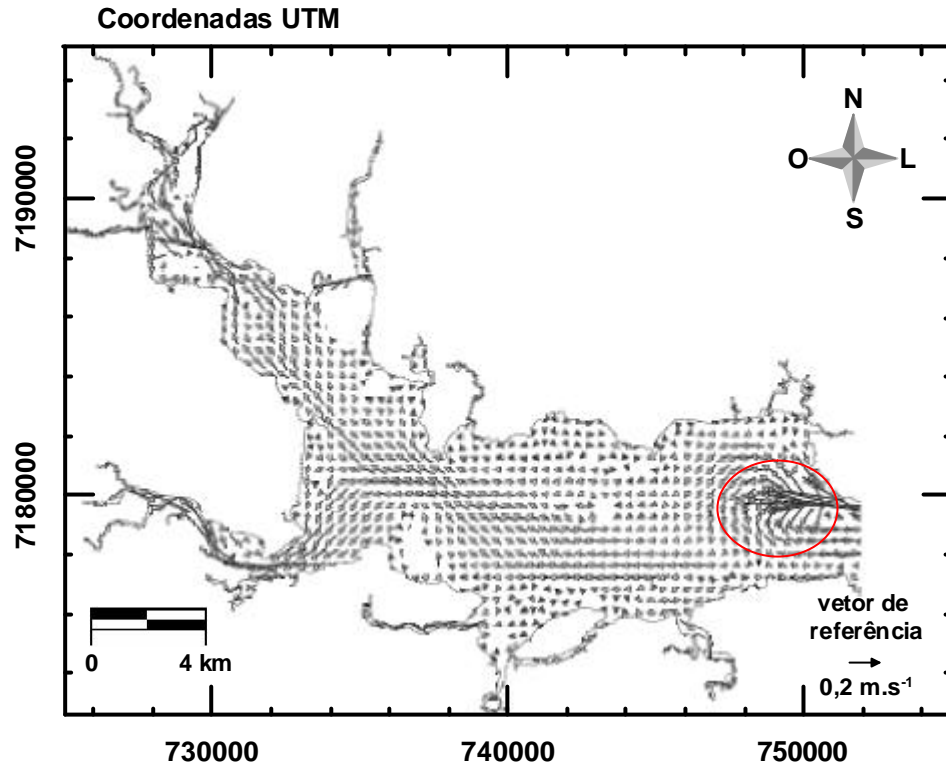 Coordenadas UTM
N
O L
S
7190000
7180000
vetor de
referência
0,2 m.s⁻¹
0 4 km
730000 740000 750000